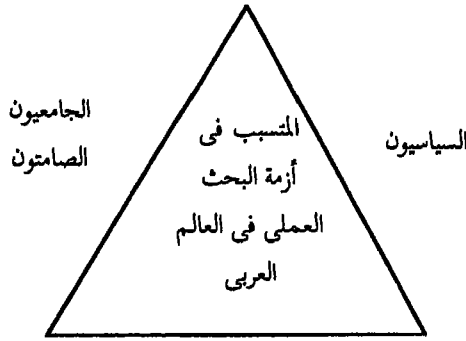 السياسيون
المتسبب فى
أزمة البحث
العملى فى العالم
العربى
الجامعيون
الصامتون